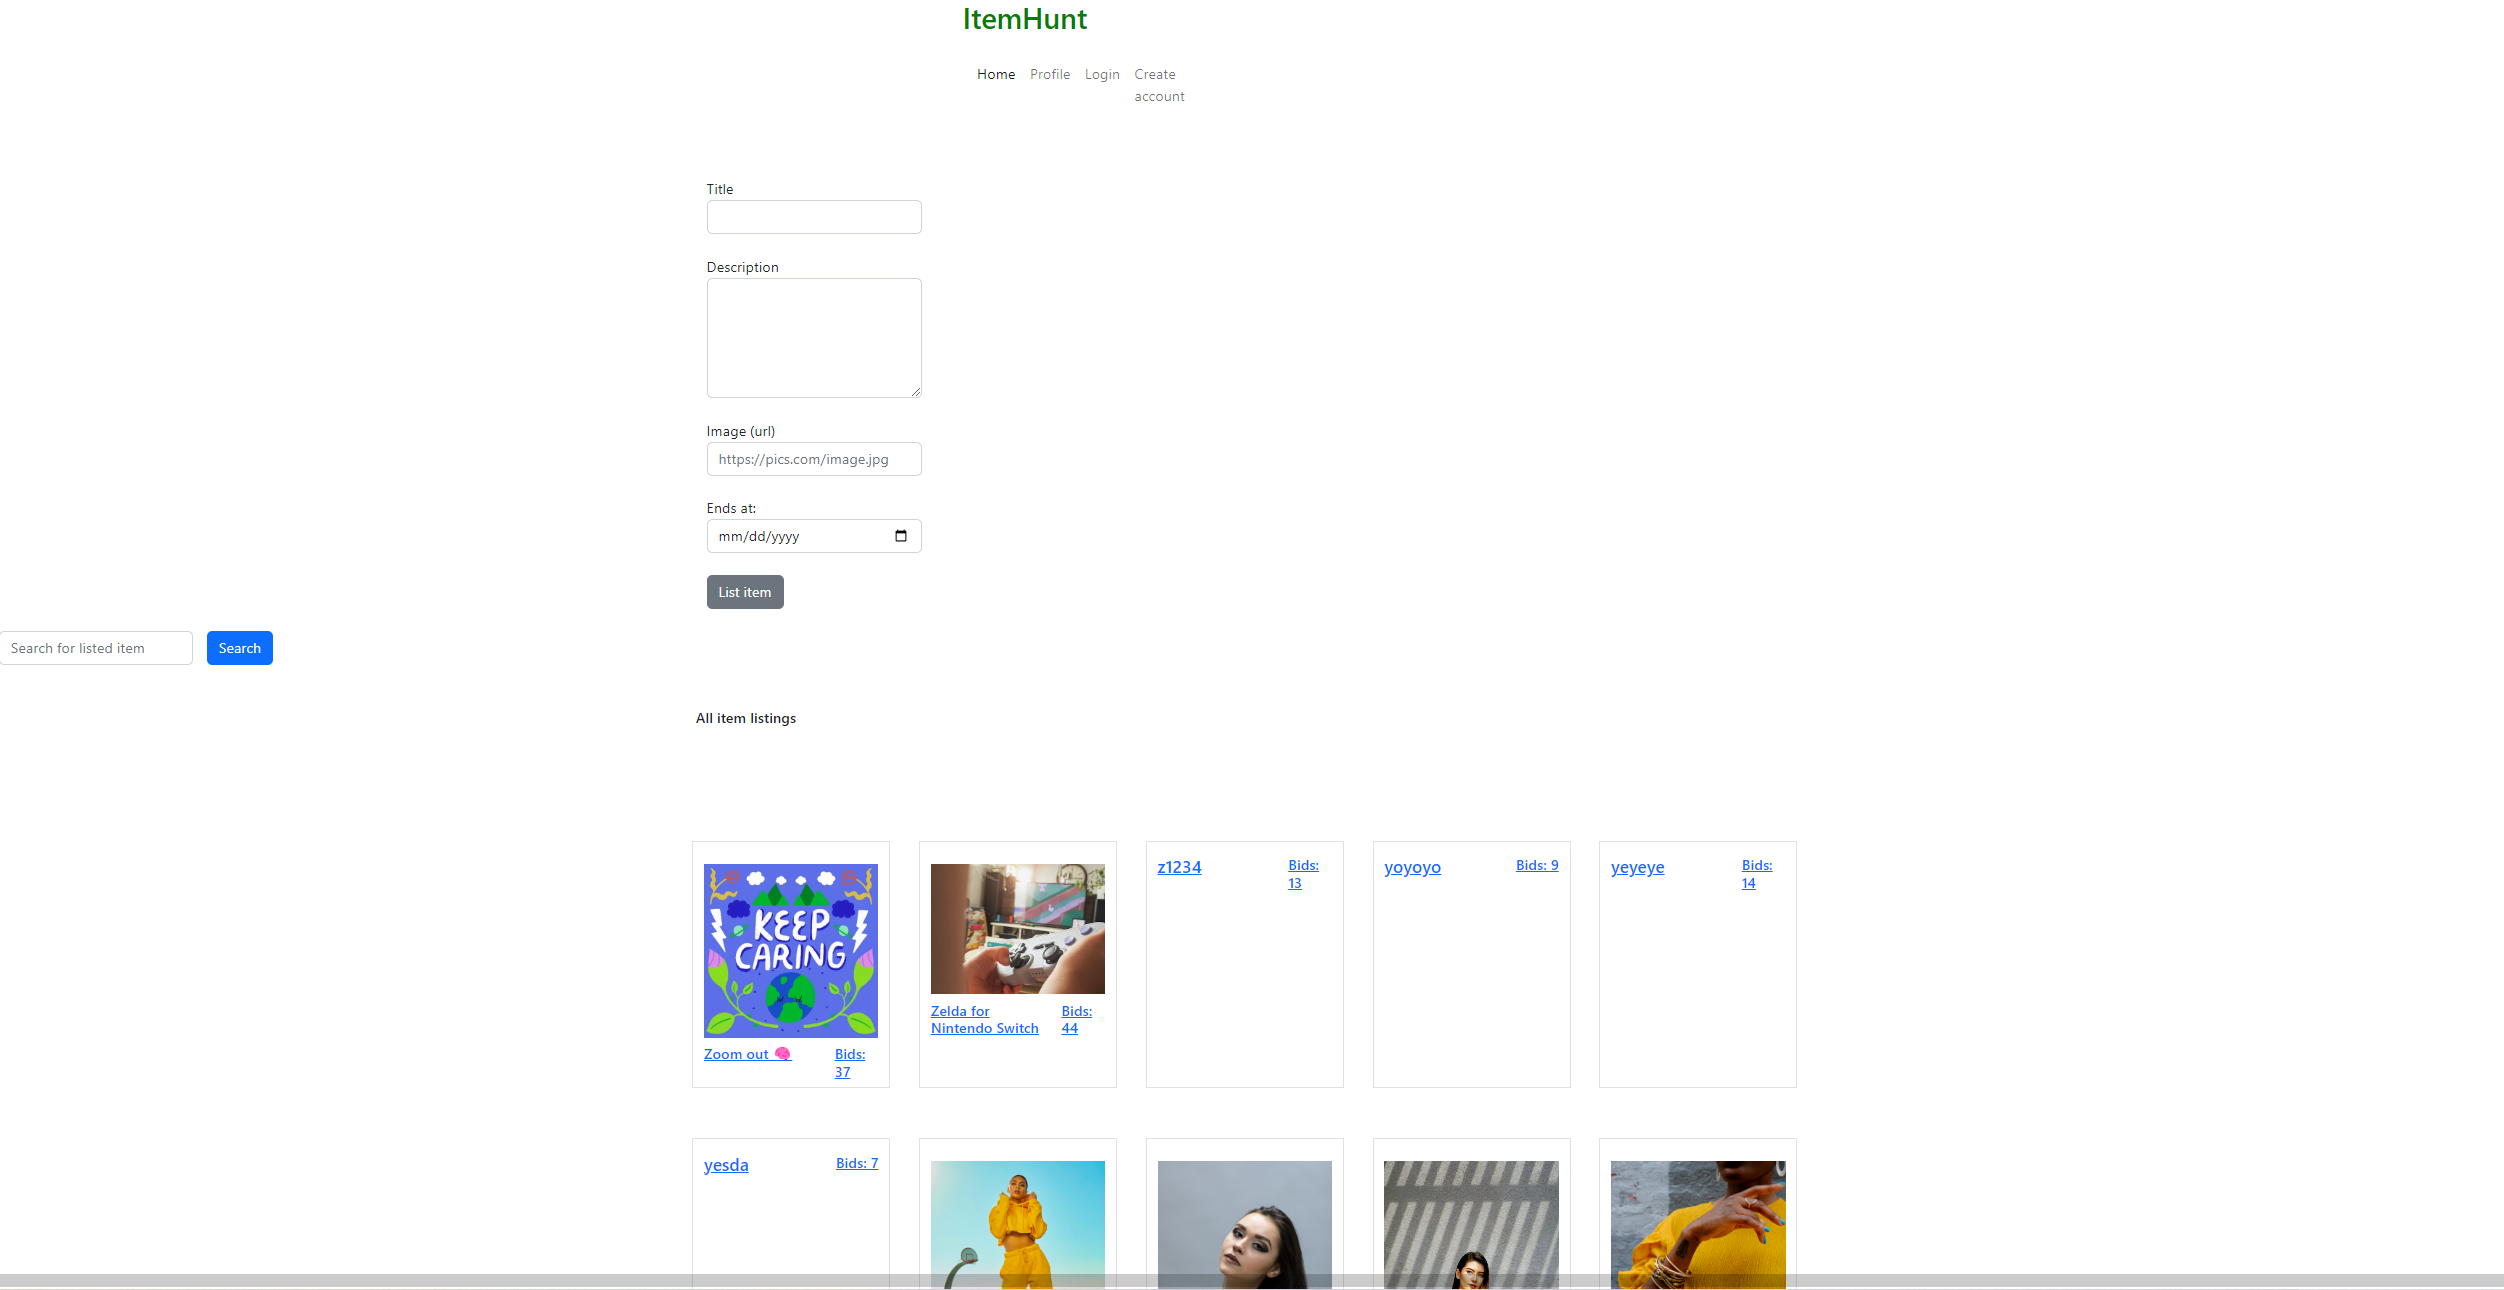 ItemHunt
Home Profile Login Create
account
Title
Description
Image (url)
https://pics.com/image.jpg
Ends at:
mm/dd/yyyy
List item
Search for listed item Search
All item listings
KEEP
CARING
Zoom out 🧠 Bids:
37
Zelda for Bids:
Nintendo Switch 44
z1234 Bids:
13
yoyoyo Bids: 9
yeyeye Bids:
14
yesda Bids: 7